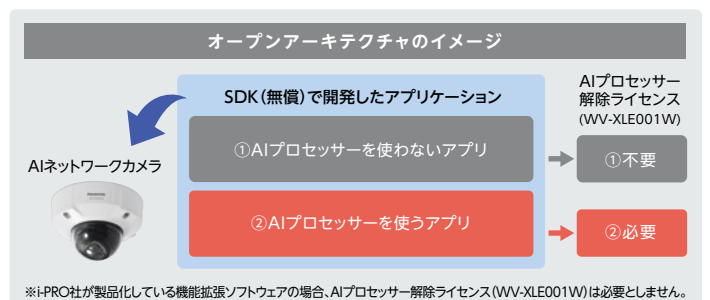 オープンアーキテクチャのイメージ
SDK(無償)で開発したアプリケーション
AIプロセッサー
解除ライセンス
(WV-XLE001W)
①AIプロセッサーを使わないアプリ
①不要
AIネットワークカメラ
Panasonic
②AIプロセッサーを使うアプリ
②必要
※i-PRO社が製品化している機能拡張ソフトウェアの場合、AIプロセッサー解除ライセンス(WV-XLE001W)は必要としません。